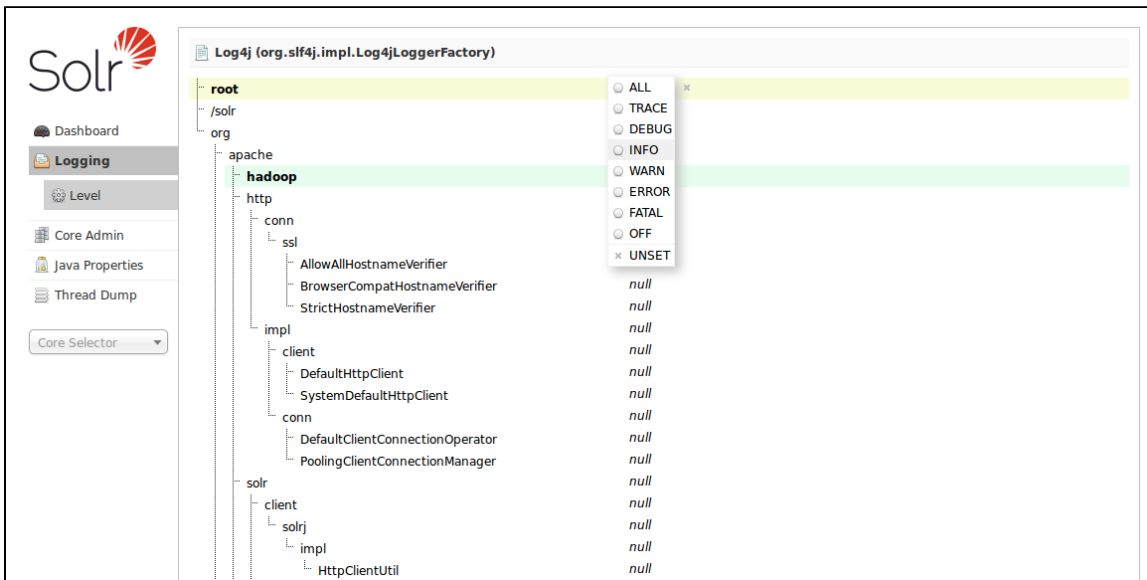 Solr
Dashboard
Logging
Level
Core Admin
Java Properties
Thread Dump
Core Selector
Log4j (org.slf4j.impl.Log4jLoggerFactory)
root
/solr
org
apache
hadoop
http
conn
ssl
AllowAllHostnameVerifier
BrowserCompatHostnameVerifier null
StrictHostnameVerifier null
impl null
client null
DefaultHttpClient null
SystemDefaultHttpClient null
conn null
DefaultClientConnectionOperator null
PoolingClientConnectionManager null
solr null
client null
solrj null
impl null
HttpClientUtil null
ALL
TRACE
DEBUG
INFO
WARN
ERROR
FATAL
OFF
UNSET